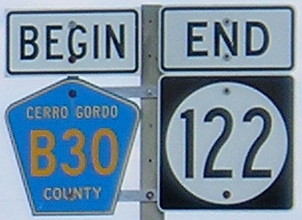 BEGIN
CERRO GORDO
B30
COUNTY
END
122